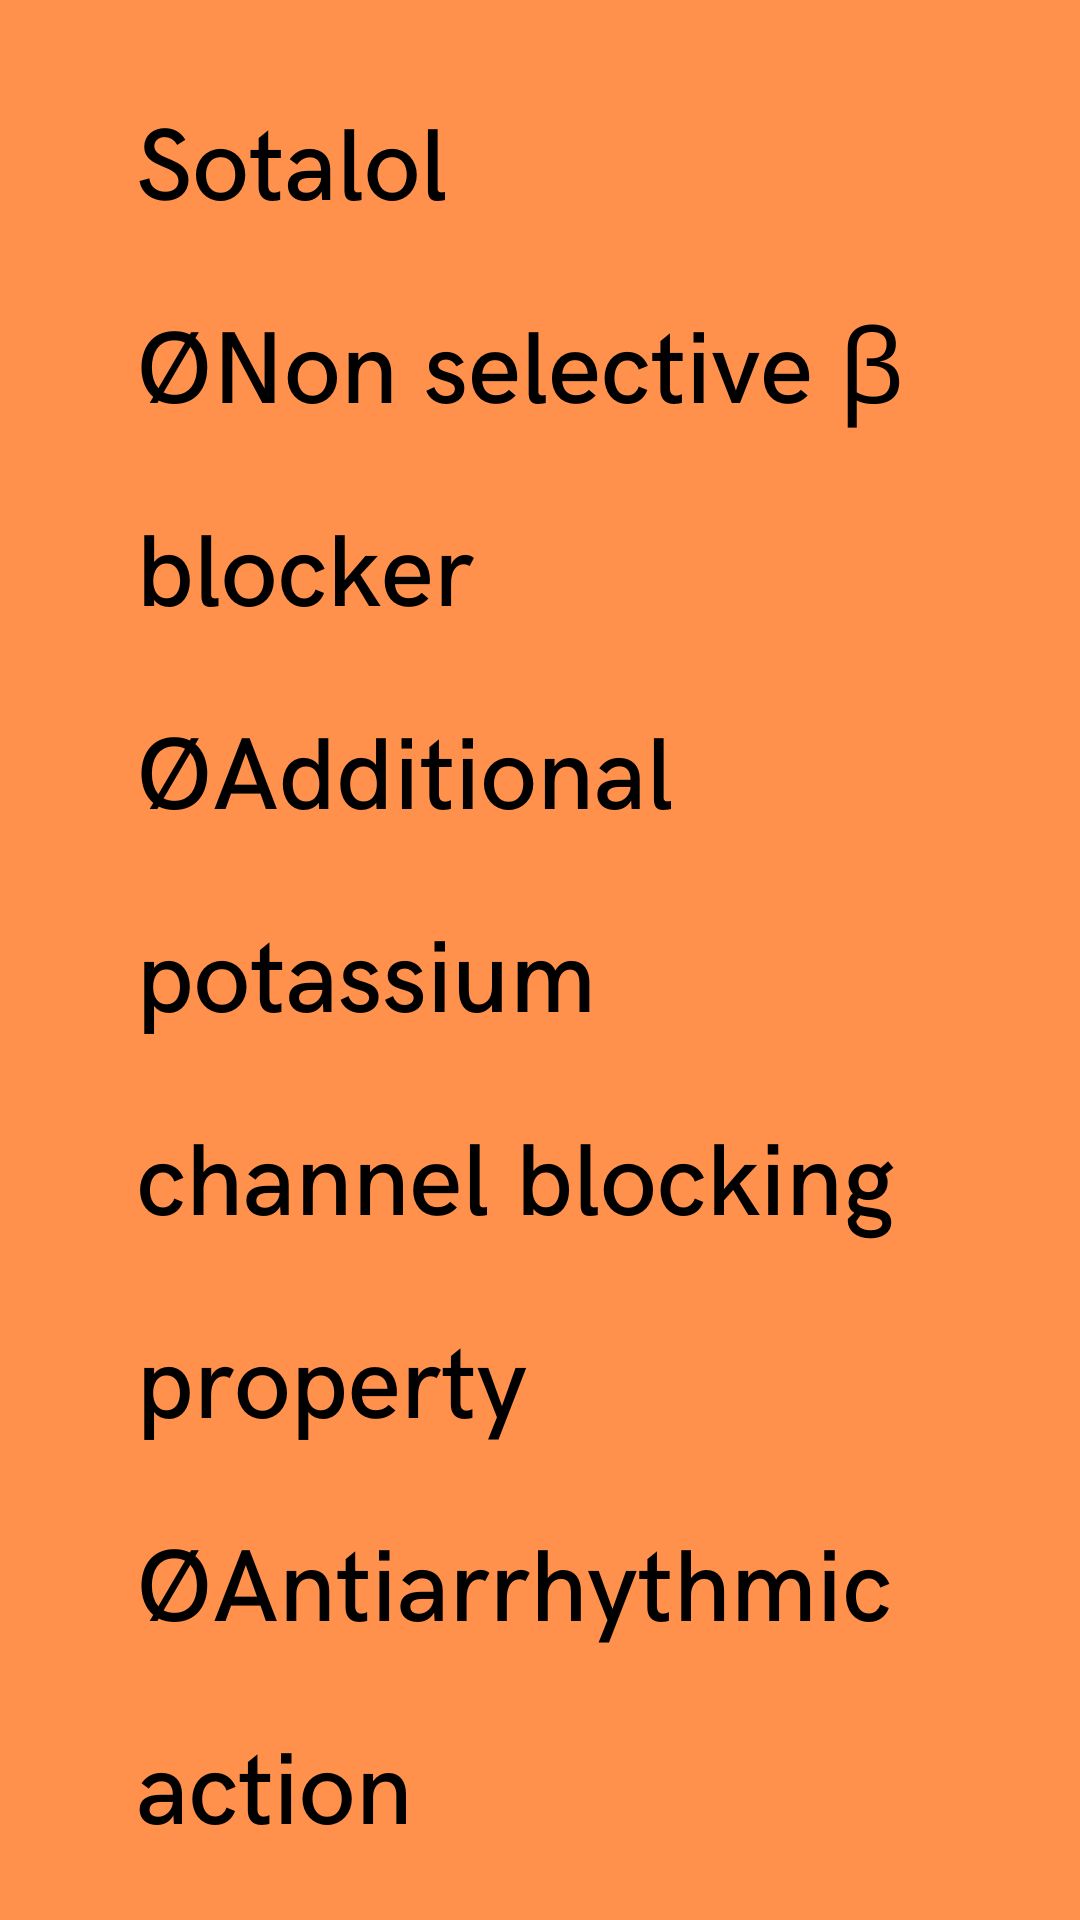 Sotalol
ØNon selective β
blocker
ØAdditional
potassium
channel blocking
property
ØAntiarrhythmic
action